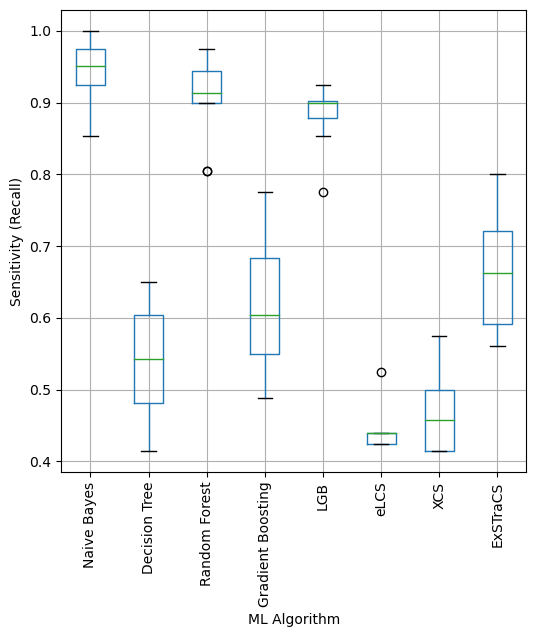 1.0
0.9
0.8
0.7
0.6
0.5
0.4
Sensitivity (Recall)
Naive Bayes
Decision Tree
Random Forest
Gradient Boosting
LGB
eLCS
XCS
ExSTraCS
ML Algorithm